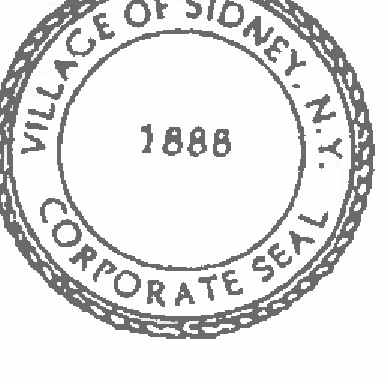 VILLAGE OF SIDNEY, N.Y.
1888
CORPORATE SEAL